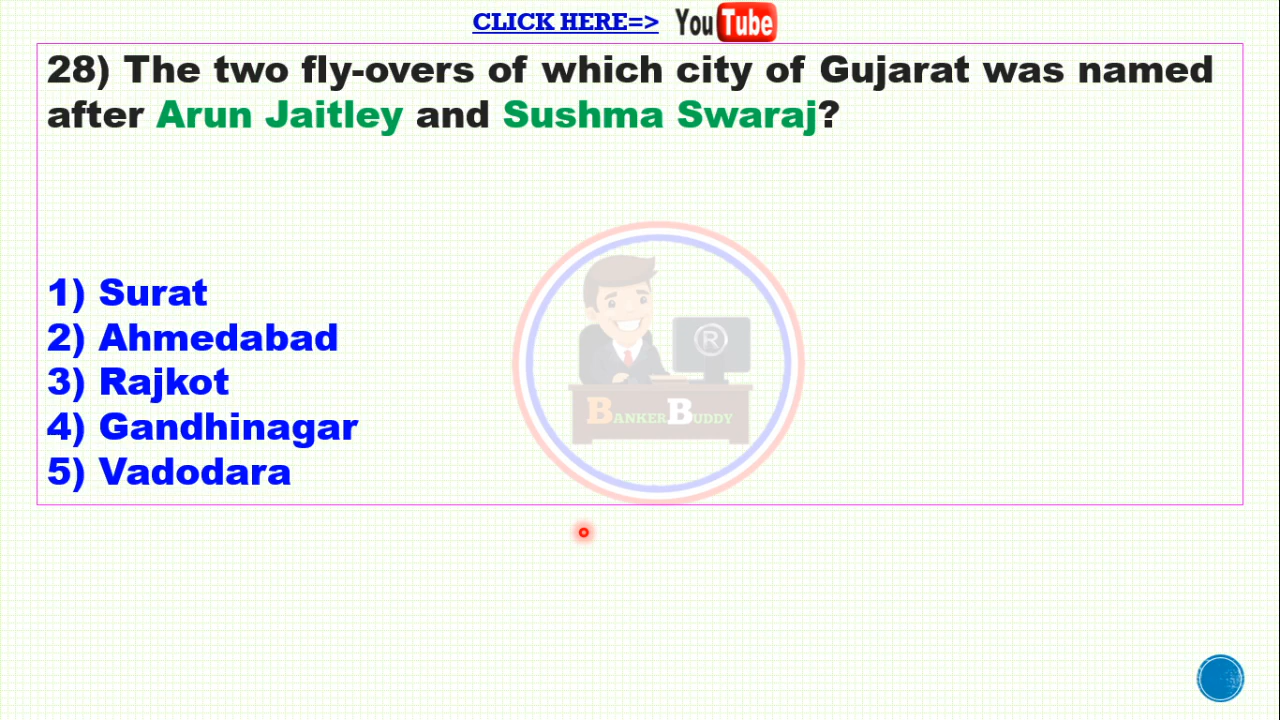 CLICK HERE=> YouTube
28) The two fly-overs of which city of Gujarat was named
after Arun Jaitley and Sushma Swaraj?
1) Surat
2) Ahmedabad
3) Rajkot
4) Gandhinagar
5) Vadodara
®
BANKERBUDDY